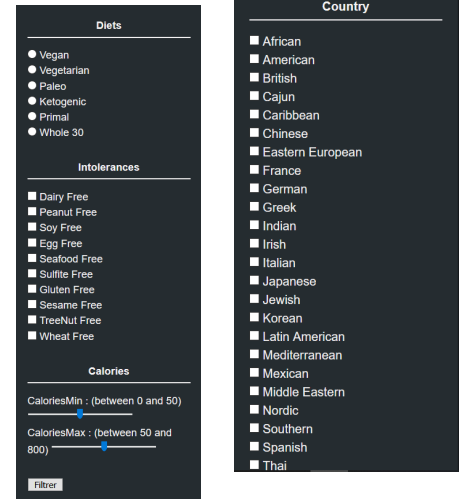 Diets
Vegan
Vegetarian
Paleo
Ketogenic
Primal
Whole 30
Intolerances
Dairy Free
Peanut Free
Soy Free
Egg Free
Seafood Free
Sulfite Free
Gluten Free
Sesame Free
TreeNut Free
Wheat Free
Calories
CaloriesMin : (between 0 and 50)
CaloriesMax : (between 50 and
800)
Filtrer
Country
African
American
British
Cajun
Caribbean
Chinese
Eastern European
France
German
Greek
Indian
Irish
Italian
Japanese
Jewish
Korean
Latin American
Mediterranean
Mexican
Middle Eastern
Nordic
Southern
Spanish
Thai